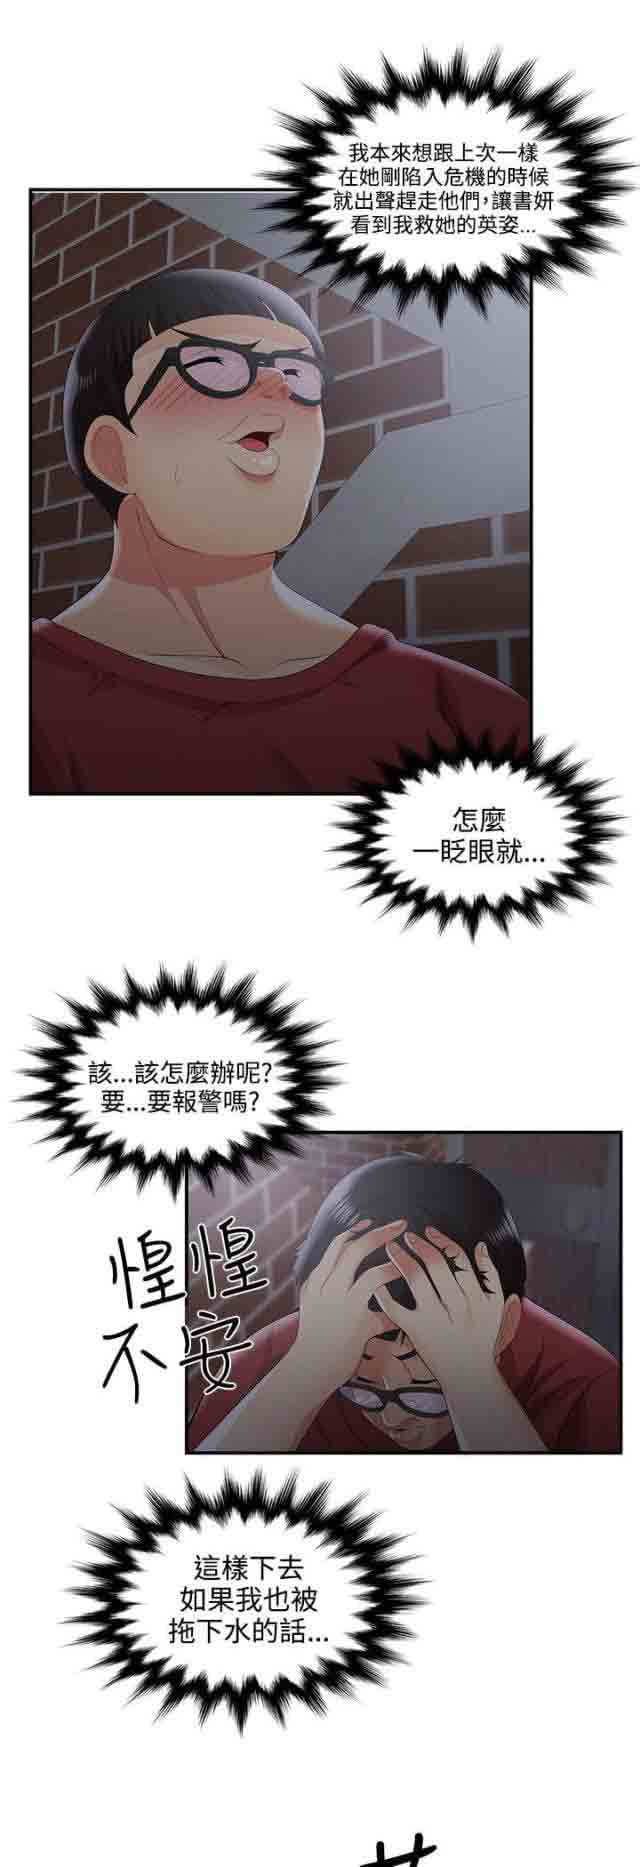 我本來想跟上次一樣
在她剛陷入危機的時候
就出聲趕走他們，讓書妍
看到我救她的英姿...
怎麼
一眨眼就...
該...該怎麼辦呢?
要...要報警嗎?
惶惶
不安
這樣下去
如果我也被
拖下水的話...